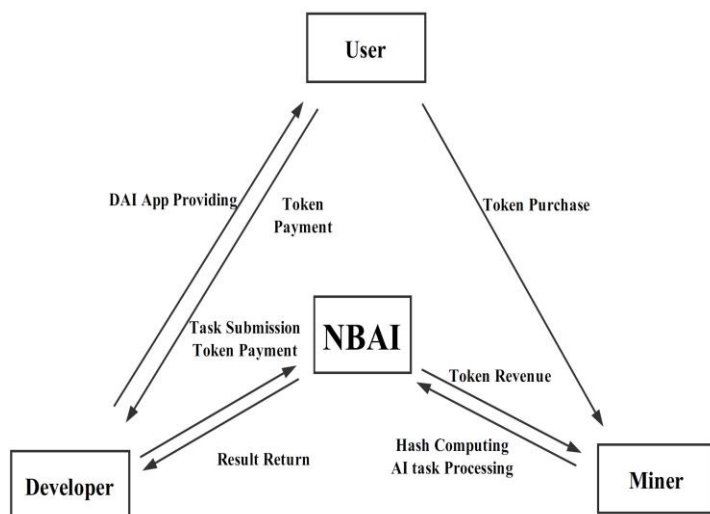 User
DAI App Providing
Token
Payment
Token Purchase
Task Submission
Token Payment
NBAI
Token Revenue
Result Return
Hash Computing
AI task Processing
Developer
Miner